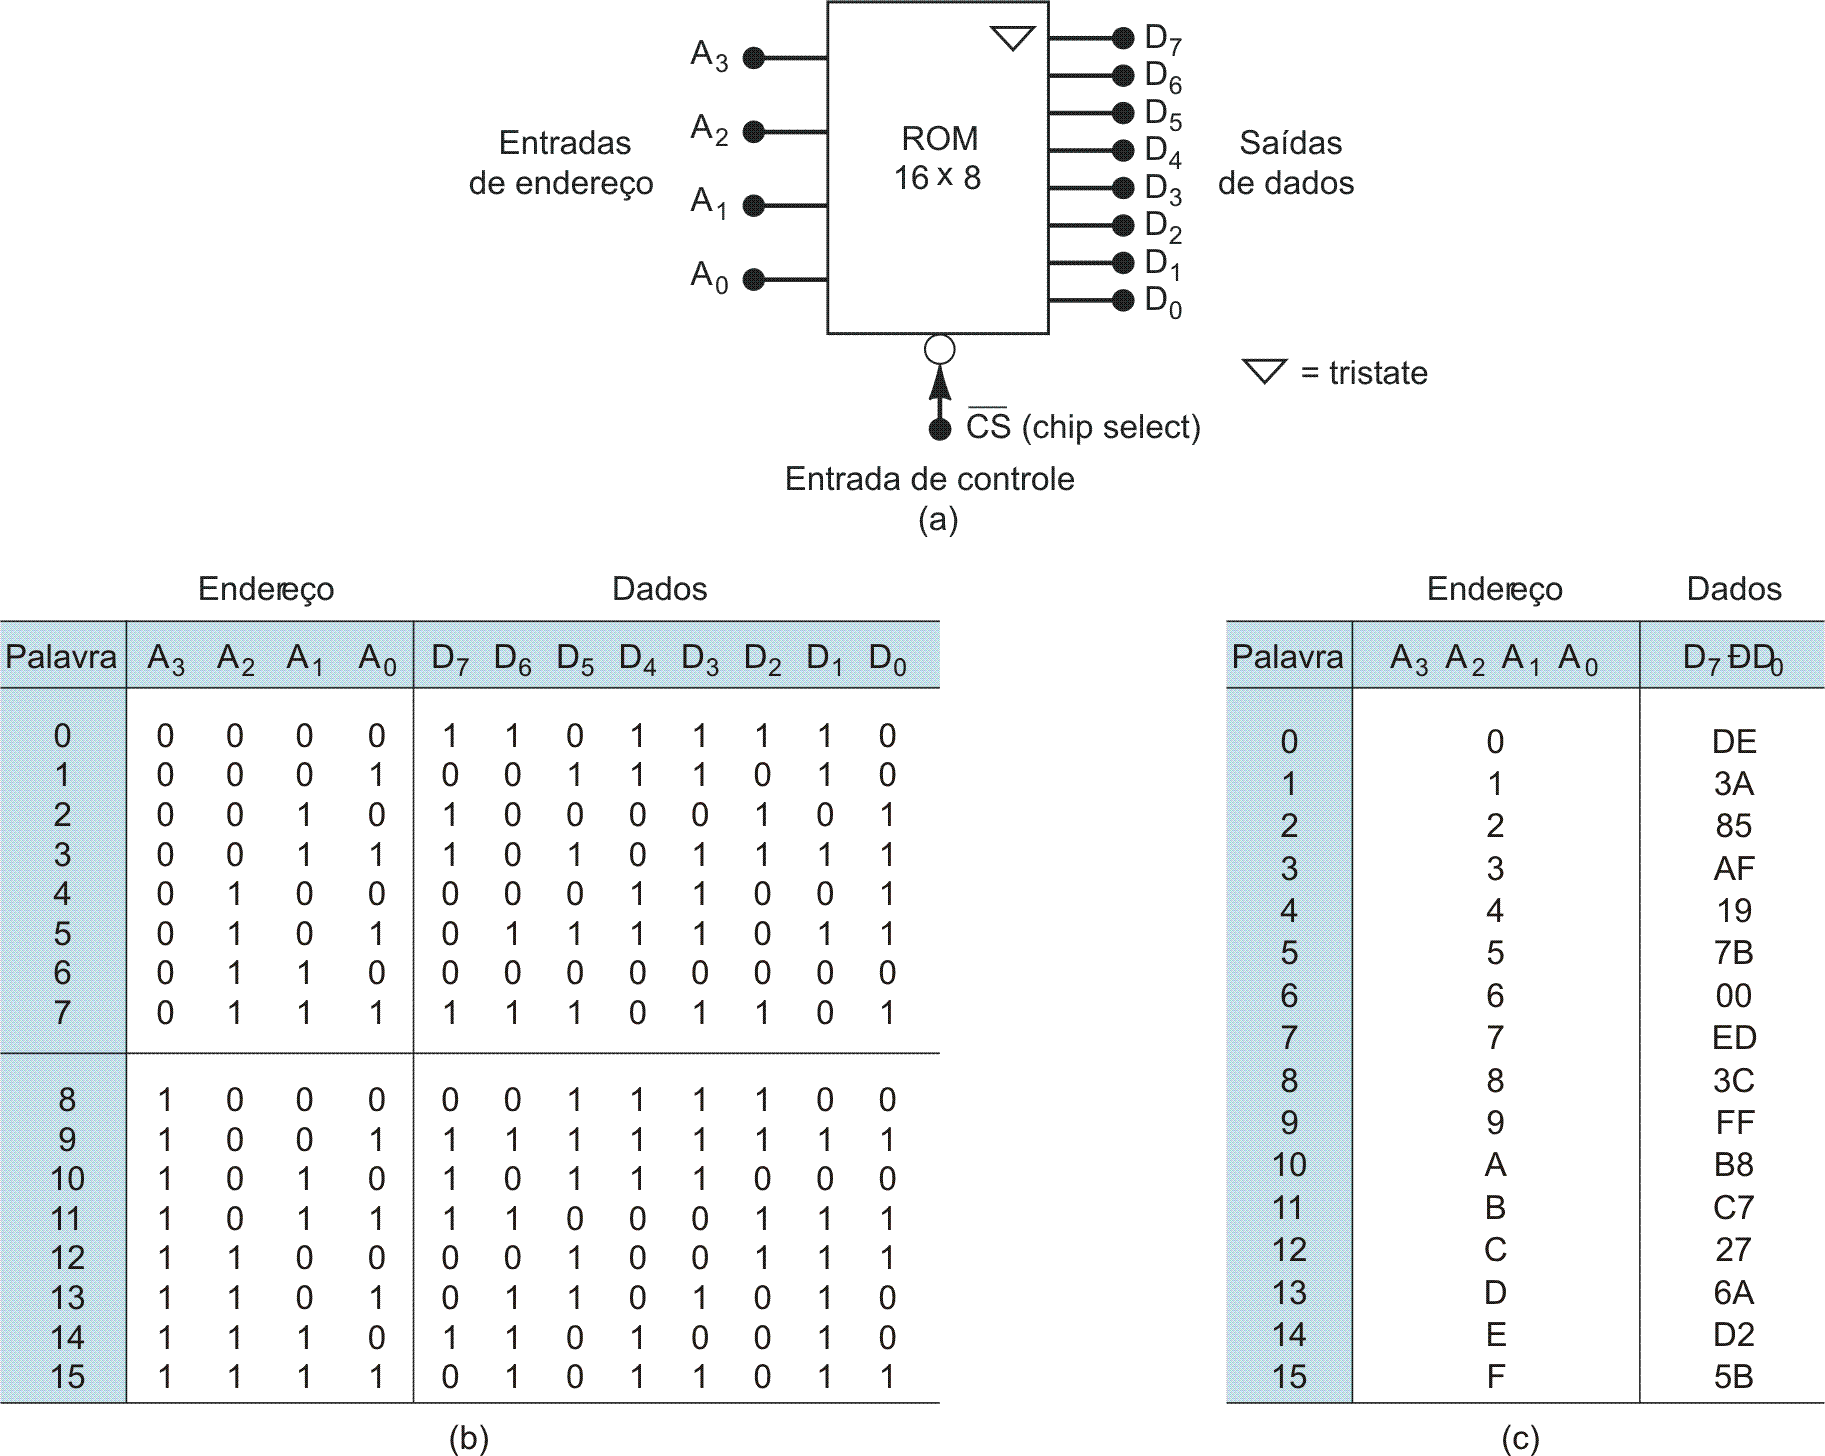 A3 D7
D6
A2 D5
Entradas ROM D4 Saídas
de endereço 16 x 8 D3 de dados
A1 D2
D1
A0 D0
= tristate
CS (chip select)
Entrada de controle
(a)
Endereço Dados
Palavra A3 A2 A1 A0 D7 D6 D5 D4 D3 D2 D1 D0
0 0 0 0 0 1 1 0 1 1 1 1 0
1 0 0 0 1 0 0 1 1 1 0 1 0
2 0 0 1 0 1 0 0 0 0 1 0 1
3 0 0 1 1 1 0 1 0 1 1 1 1
4 0 1 0 0 0 0 0 1 1 0 0 1
5 0 1 0 1 0 1 1 1 1 0 1 1
6 0 1 1 0 0 0 0 0 0 0 0 0
7 0 1 1 1 1 1 1 0 1 1 0 1
8 1 0 0 0 0 0 1 1 1 1 0 0
9 1 0 0 1 1 1 1 1 1 1 1 1
10 1 0 1 0 1 0 1 1 1 0 0 0
11 1 0 1 1 1 1 0 0 0 1 1 1
12 1 1 0 0 0 0 1 0 0 1 1 1
13 1 1 0 1 0 1 1 0 1 0 1 0
14 1 1 1 0 1 1 0 1 0 0 1 0
15 1 1 1 1 0 1 0 1 1 0 1 1
(b)
Endereço Dados
Palavra A3 A2 A1 A0 D7 ÐD0
0 0 DE
1 1 3A
2 2 85
3 3 AF
4 4 19
5 5 7B
6 6 00
7 7 ED
8 8 3C
9 9 FF
10 A B8
11 B C7
12 C 27
13 D 6A
14 E D2
15 F 5B
(c)